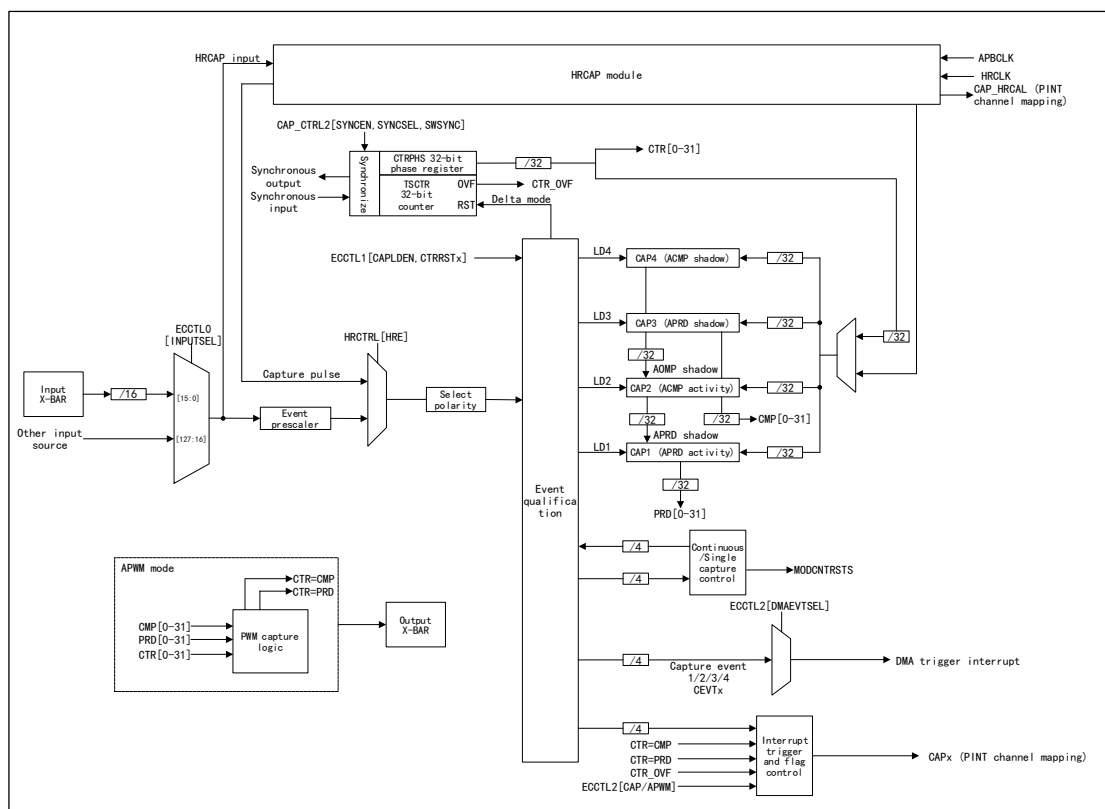 HRCAP input
HRCAP module
APBCLK
HRCLK
CAP_HRCAL (PINT
channel mapping)
CAP_CTRL2[SYNCEN, SYNCSEL, SWSYNC]
Synchronize
CTRPHS 32-bit
phase register
TSCTR
32-bit
counter
OVF
RST
/32
CTR[0-31]
Synchronous
output
Synchronous
input
CTR_OVF
Delta mode
ECCTL1[CAPLDEN, CTRRSTx]
LD4
CAP4 (ACMP shadow)
/32
ECCTL0
[INPUTSEL]
HRCTRL[HRE]
LD3
CAP3 (APRD shadow)
/32
/32
/32
AOMP shadow
Input
X-BAR
/16
[15:0]
Capture pulse
Select
polarity
LD2
CAP2 (ACMP activity)
/32
Event
prescaler
Other input
source
[127:16]
/32
/32
CMP[0-31]
APRD shadow
LD1
CAP1 (APRD activity)
/32
/32
PRD[0-31]
Event
qualifica
tion
/4
/4
Continuous
/Single
capture
control
MODCNTRSTS
APWM mode
CTR=CMP
CTR=PRD
CMP[0-31]
PRD[0-31]
CTR[0-31]
PWM capture
logic
Output
X-BAR
ECCTL2[DMAEVTSEL]
/4
Capture event
1/2/3/4
CEVTx
DMA trigger interrupt
/4
CTR=CMP
CTR=PRD
CTR_OVF
ECCTL2[CAP/APWM]
Interrupt
trigger
and flag
control
CAPx (PINT channel mapping)